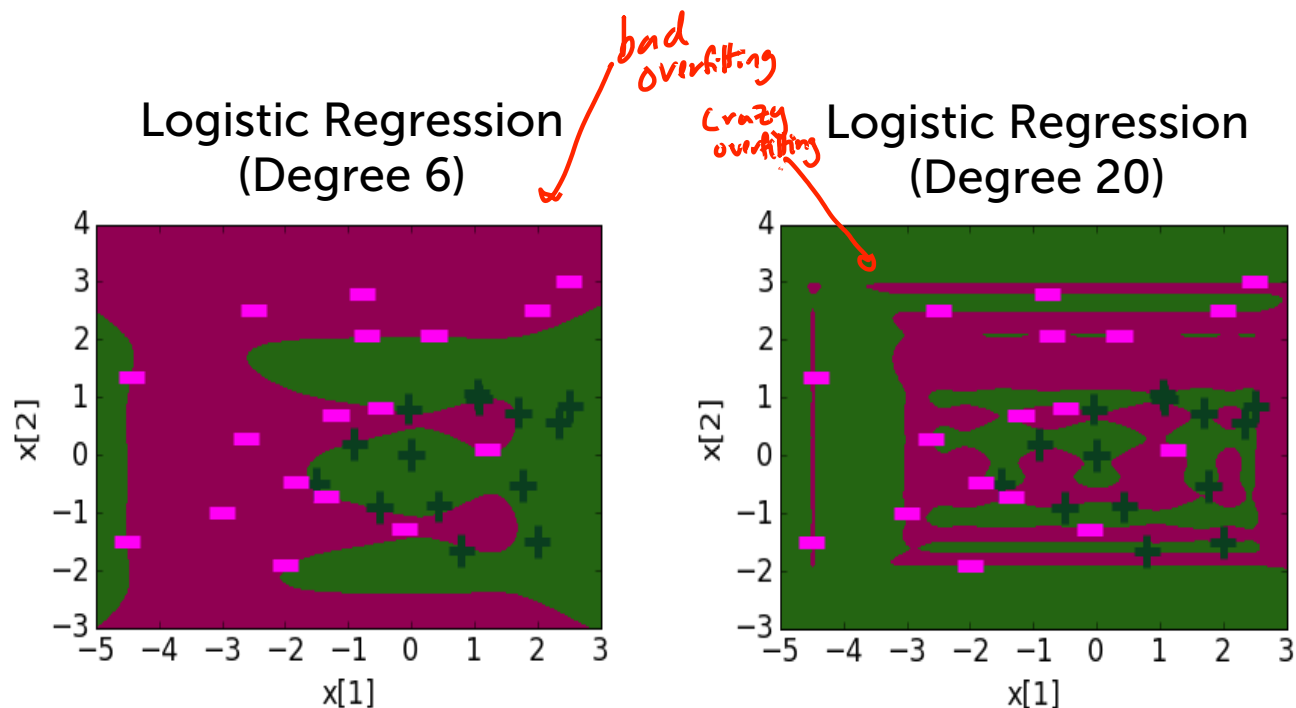 bad
overfitting
Logistic Regression
(Degree 6)
4
3
2
1
0
−1
−2
−3
x[2]
−5 −4 −3 −2 −1 0 1 2 3
x[1]
Crazy
overfitting
Logistic Regression
(Degree 20)
4
3
2
1
0
−1
−2
−3
x[2]
−5 −4 −3 −2 −1 0 1 2 3
x[1]